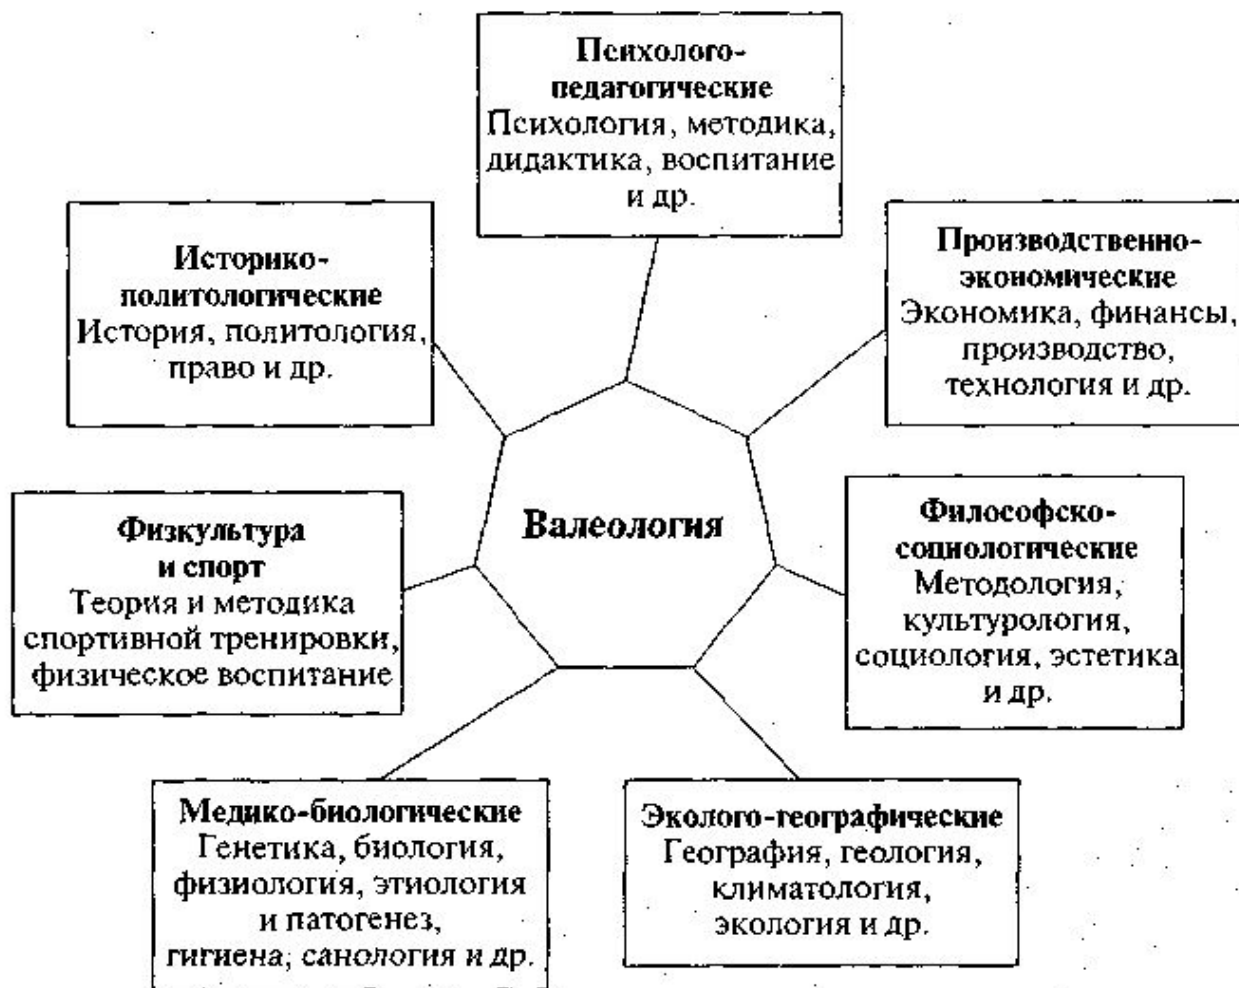 Психолого-
педагогические
Психология, методика,
дидактика, воспитание
и др.
Историко-
политологические
История, политология,
право и др.
Производственно-
экономические
Экономика, финансы,
производство,
технология и др.
Валеология
Физкультура
и спорт
Теория и методика
спортивной тренировки,
физическое воспитание
Философско-
социологические
Методология,
культурология,
социология, эстетика
и др.
Медико-биологические
Генетика, биология,
физиология, этиология
и патогенез,
гигиена, санология и др.
Эколого-географические
География, геология,
климатология,
экология и др.